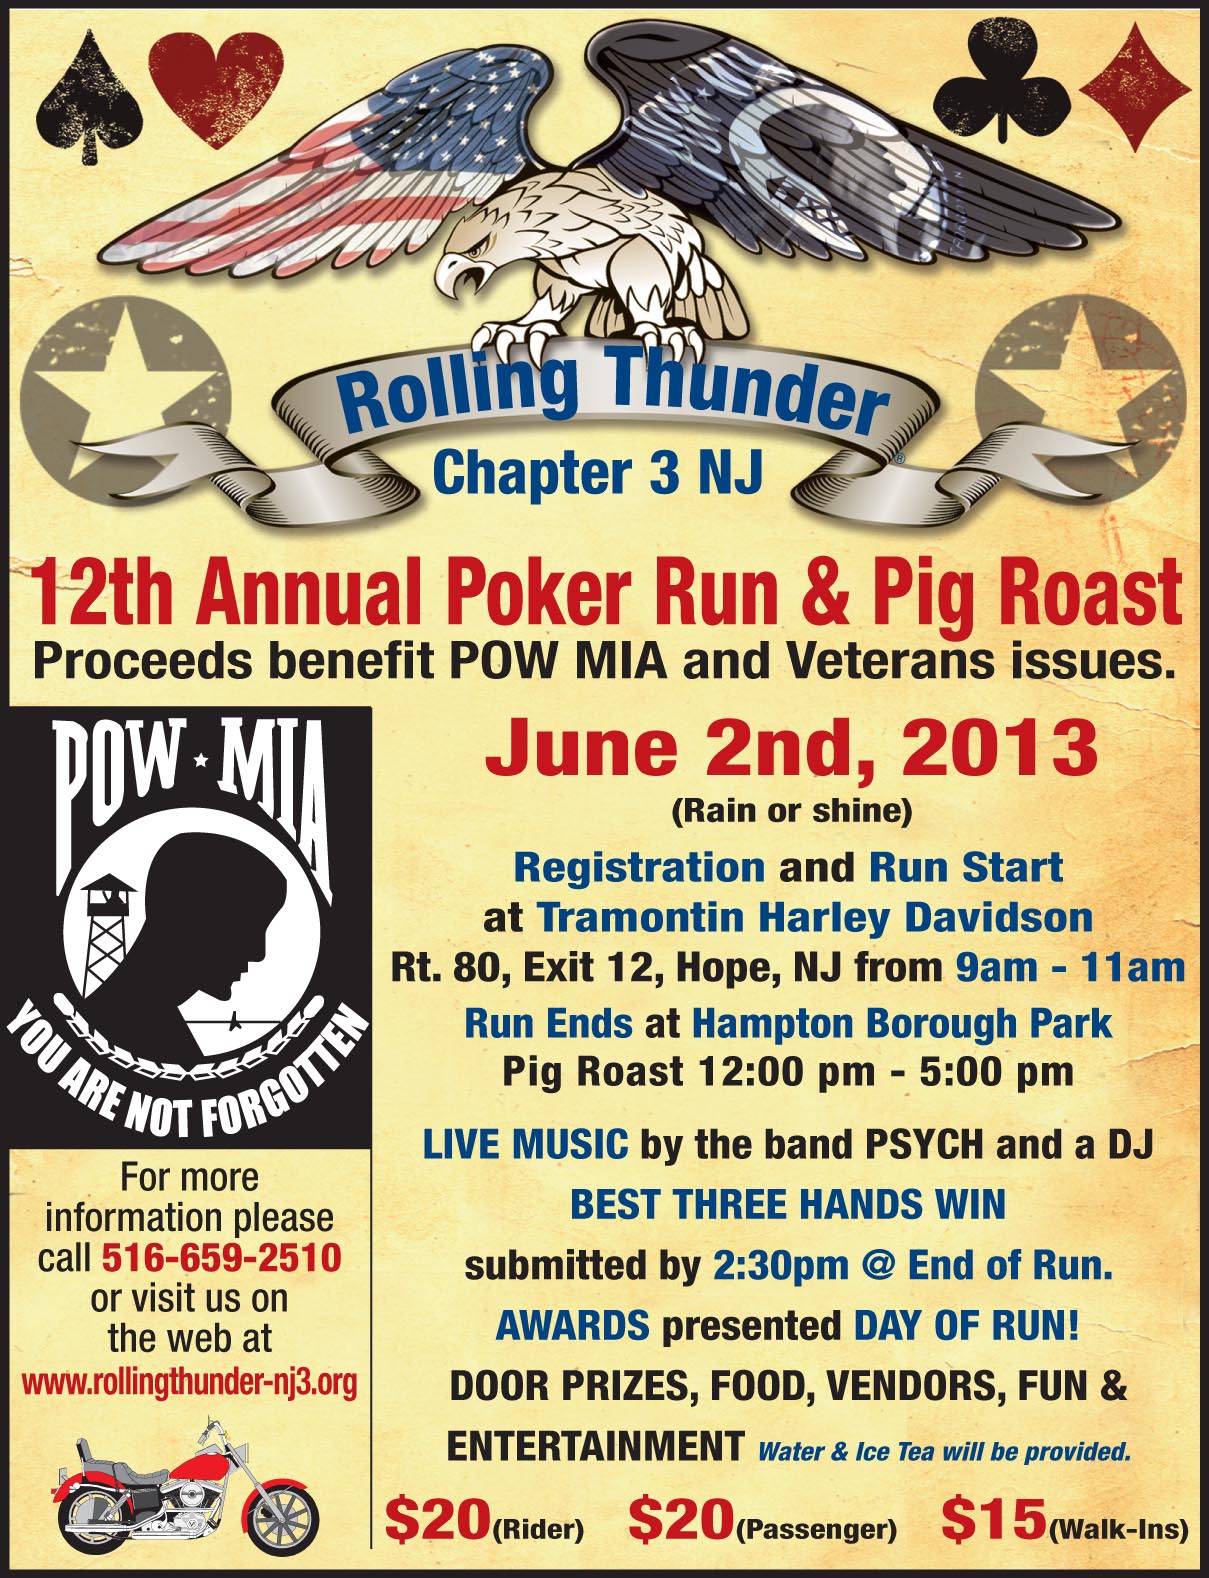 Rolling Thunder
®
Chapter 3 NJ
12th Annual Poker Run & Pig Roast
Proceeds benefit POW MIA and Veterans issues.
POW ★ MIA
YOU ARE NOT FORGOTTEN
For more
information please
call 516-659-2510
or visit us on
the web at
www.rollingthunder-nj3.org
June 2nd, 2013
(Rain or shine)
Registration and Run Start
at Tramontin Harley Davidson
Rt. 80, Exit 12, Hope, NJ from 9am - 11am
Run Ends at Hampton Borough Park
Pig Roast 12:00 pm - 5:00 pm
LIVE MUSIC by the band PSYCH and a DJ
BEST THREE HANDS WIN
submitted by 2:30pm @ End of Run.
AWARDS presented DAY OF RUN!
DOOR PRIZES, FOOD, VENDORS, FUN &
ENTERTAINMENT Water & Ice Tea will be provided.
$20(Rider) $20(Passenger) $15(Walk-Ins)